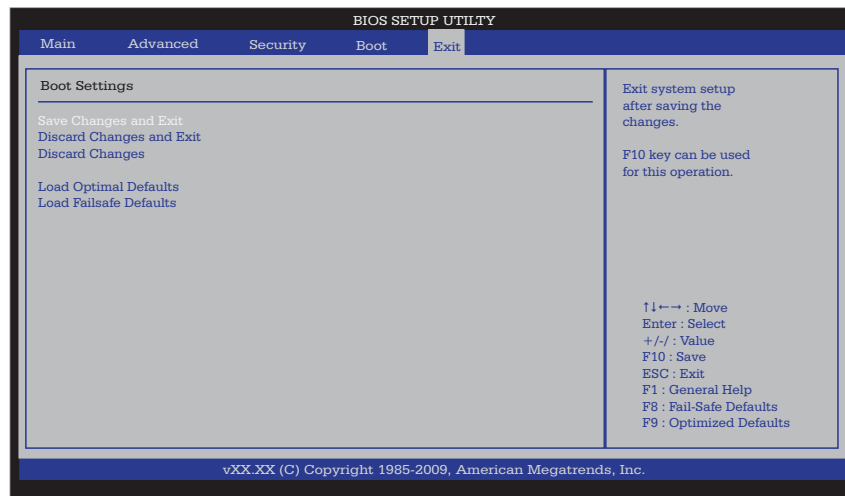 BIOS SETUP UTILTY
Main Advanced Security Boot Exit
Boot Settings
Save Changes and Exit
Discard Changes and Exit
Discard Changes
Load Optimal Defaults
Load Failsafe Defaults
Exit system setup
after saving the
changes.
F10 key can be used
for this operation.
↑↓←→ : Move
Enter : Select
+/-/ : Value
F10 : Save
ESC : Exit
F1 : General Help
F8 : Fail-Safe Defaults
F9 : Optimized Defaults
vXX.XX (C) Copyright 1985-2009, American Megatrends, Inc.